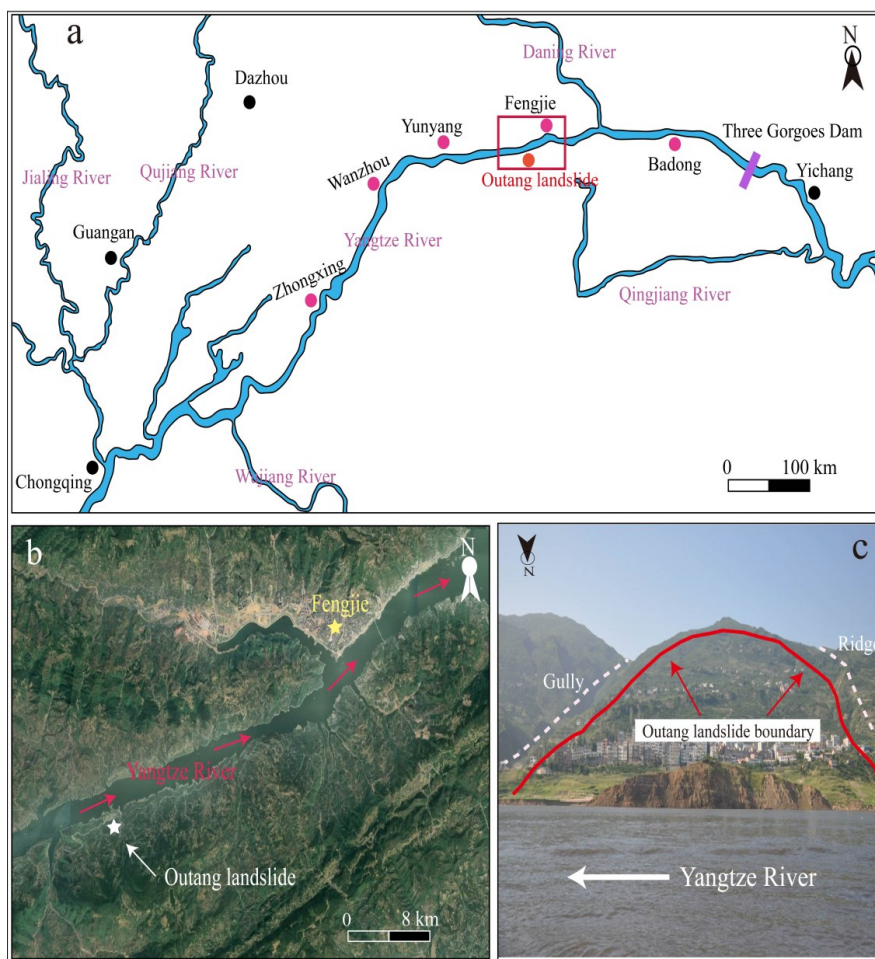 a
N
Daning River
Dazhou
Fengjie
Yunyang
Three Gorgoes Dam
Jialing River
Qujiang River
Wanzhou
Outang landslide
Badong
Yichang
Guangan
Yangtze River
Zhongxing
Qingjiang River
Chongqing
Wujiang River
0 100 km
b
N
Fengjie
Yangtze River
Outang landslide
0 8 km
c
N
Ridge
Gully
Outang landslide boundary
Yangtze River